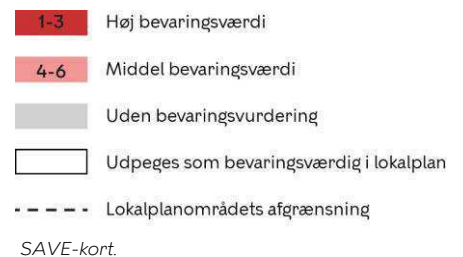 1-3 Høj bevaringsværdi
4-6 Middel bevaringsværdi
Uden bevaringsvurdering
Udpeges som bevaringsværdig i lokalplan
Lokalplanområdets afgrænsning
SAVE-kort.